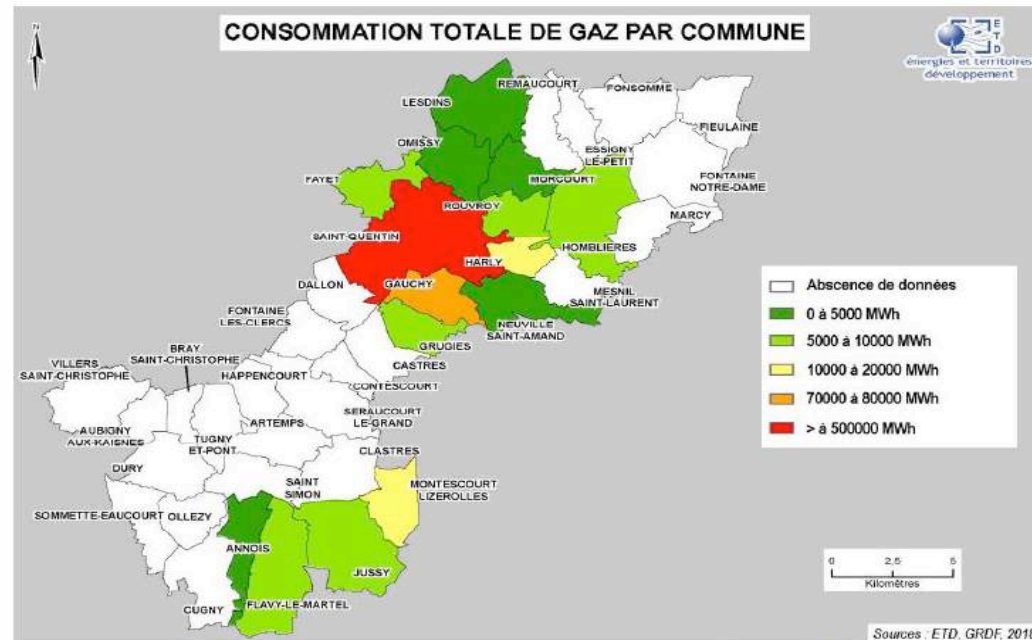 CONSOMMATION TOTALE DE GAZ PAR COMMUNE
N
E
T
D
énergies et territoires
développement
REMAUCOURT
FONSOMME
LESDINS
FIEULAINE
OMISSY
ESSIGNY
LE-PETIT
FAYET
MORCOURT
FONTAINE
NOTRE-DAME
ROUVROY
MARCY
SAINT-QUENTIN
HOMBLIERES
HARLY
DALLON
GAUCHY
MESNIL
SAINT-LAURENT
FONTAINE
LES-CLERCS
NEUVILLE
SAINT-AMAND
GRUGIES
BRAY
SAINT-CHRISTOPHE
VILLERS
SAINT-CHRISTOPHE
CASTRES
HAPPENCOURT
CONTESCOURT
SERAUCOURT
LE-GRAND
ARTEMPS
AUBIGNY
AUX-KAISNES
TUGNY
ET-PONT
CLASTRES
DURY
SAINT
SIMON
MONTESCOURT
LIZEROLLES
SOMMETTE-EAUCOURT
OLLEZY
ANNOIS
JUSSY
CUGNY
FLAVY-LE-MARTEL
Abscence de données
0 à 5000 MWh
5000 à 10000 MWh
10000 à 20000 MWh
70000 à 80000 MWh
> à 500000 MWh
0 2,5 5
Kilomètres
Sources : ETD, GRDF, 201